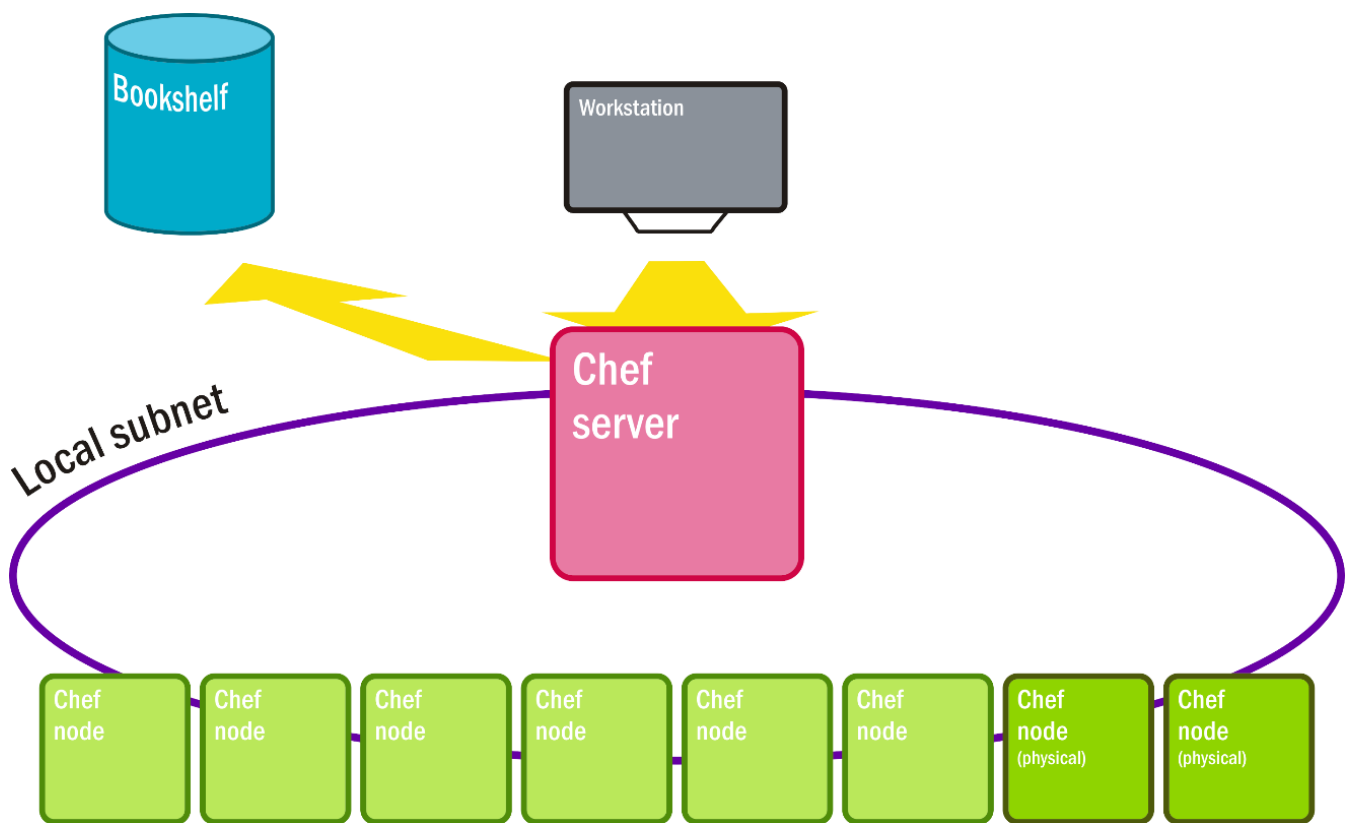 Bookshelf
Workstation
Chef
server
Local subnet
Chef
node
Chef
node
Chef
node
Chef
node
Chef
node
Chef
node
Chef
node
(physical)
Chef
node
(physical)